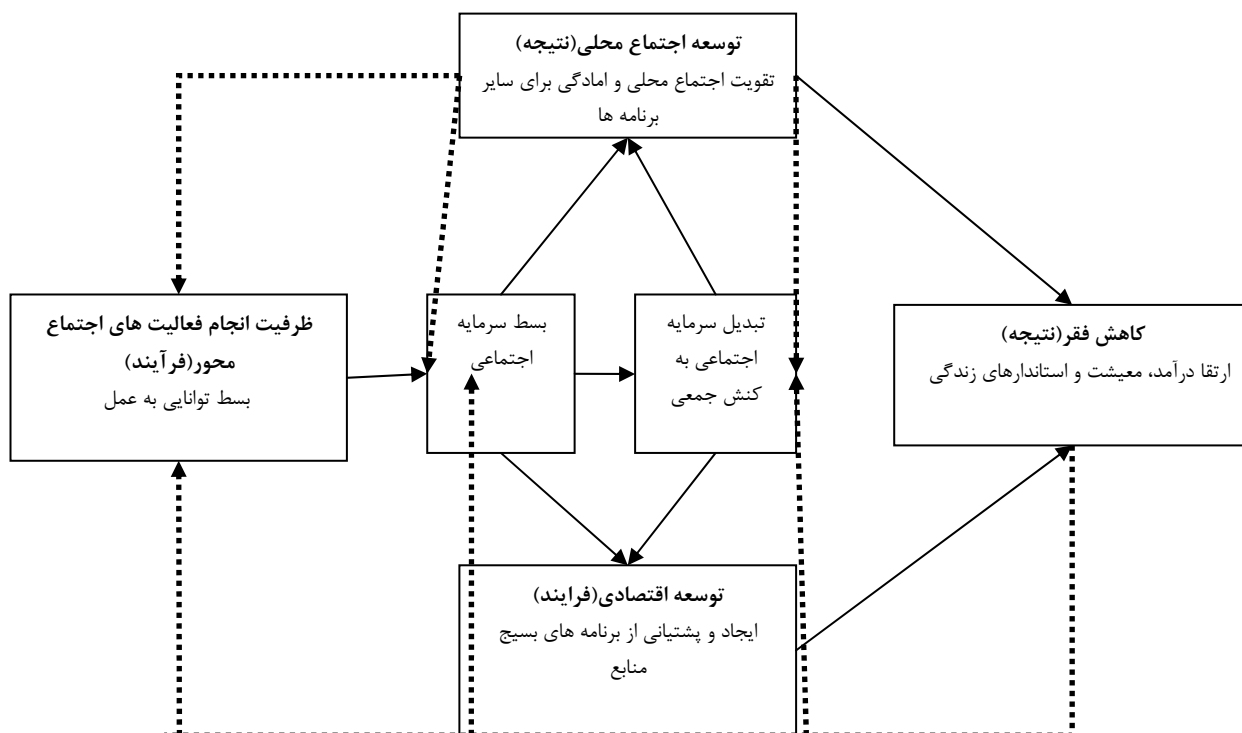 توسعه اجتماع محلی(نتیجه)
تقویت اجتماع محلی و امادگی برای سایر
برنامه ها
ظرفیت انجام فعالیت های اجتماع
محور(فرآیند)
بسط توانایی به عمل
بسط سرمایه
اجتماعی
تبدیل سرمایه
اجتماعی به
کنش جمعی
کاهش فقر(نتیجه)
ارتقا درآمد، معیشت و استاندارهای زندگی
توسعه اقتصادی(فرایند)
ایجاد و پشتیانی از برنامه های بسیج
منابع